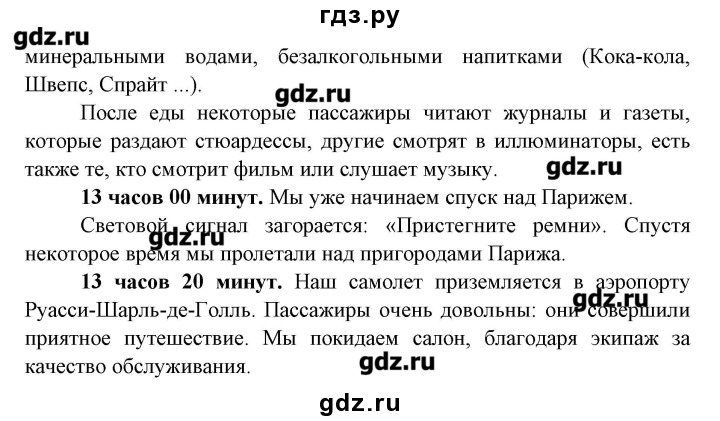 гдз.ру
gdz.ru
минеральными водами, безалкогольными напитками (Кока-кола,
Швепс, Спрайт ...).
gdz.ru
После еды некоторые пассажиры читают журналы и газеты,
которые раздают стюардессы, другие смотрят в иллюминаторы, есть
также те, кто смотрит фильм или слушает музыку.
gdz.ru
13 часов 00 минут. Мы уже начинаем спуск над Парижем.
Световой сигнал загорается: «Пристегните ремни». Спустя
gdz.ru
некоторое время мы пролетали над пригородами Парижа.
13 часов 20 минут. Наш самолет приземляется в аэропорту
gdz.ru
Руасси-Шарль-де-Голль. Пассажиры очень довольны: они совершили
приятное путешествие. Мы покидаем салон, благодаря экипаж за
gdz.ru
качество обслуживания.
gdz.ru